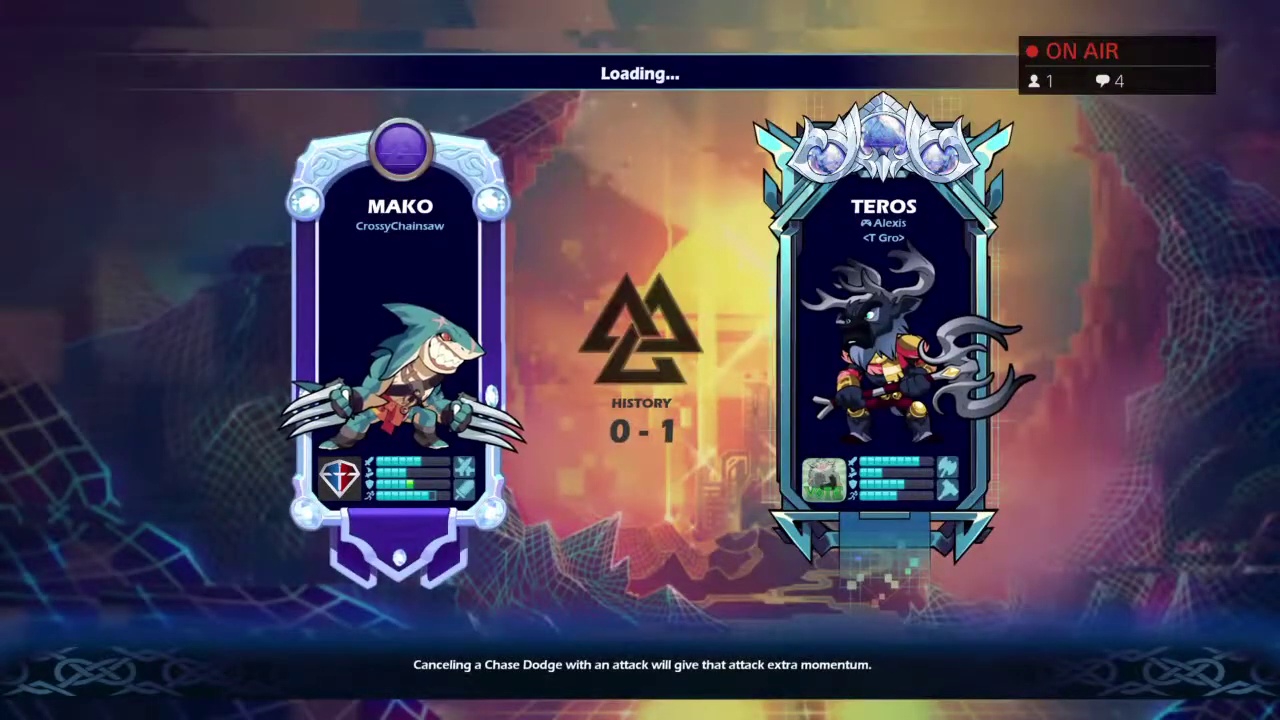 ON AIR
1 4
Loading...
MAKO
CrossyChainsaw
TEROS
Alexis
<T Gro>
HISTORY
0 - 1
Canceling a Chase Dodge with an attack will give that attack extra momentum.